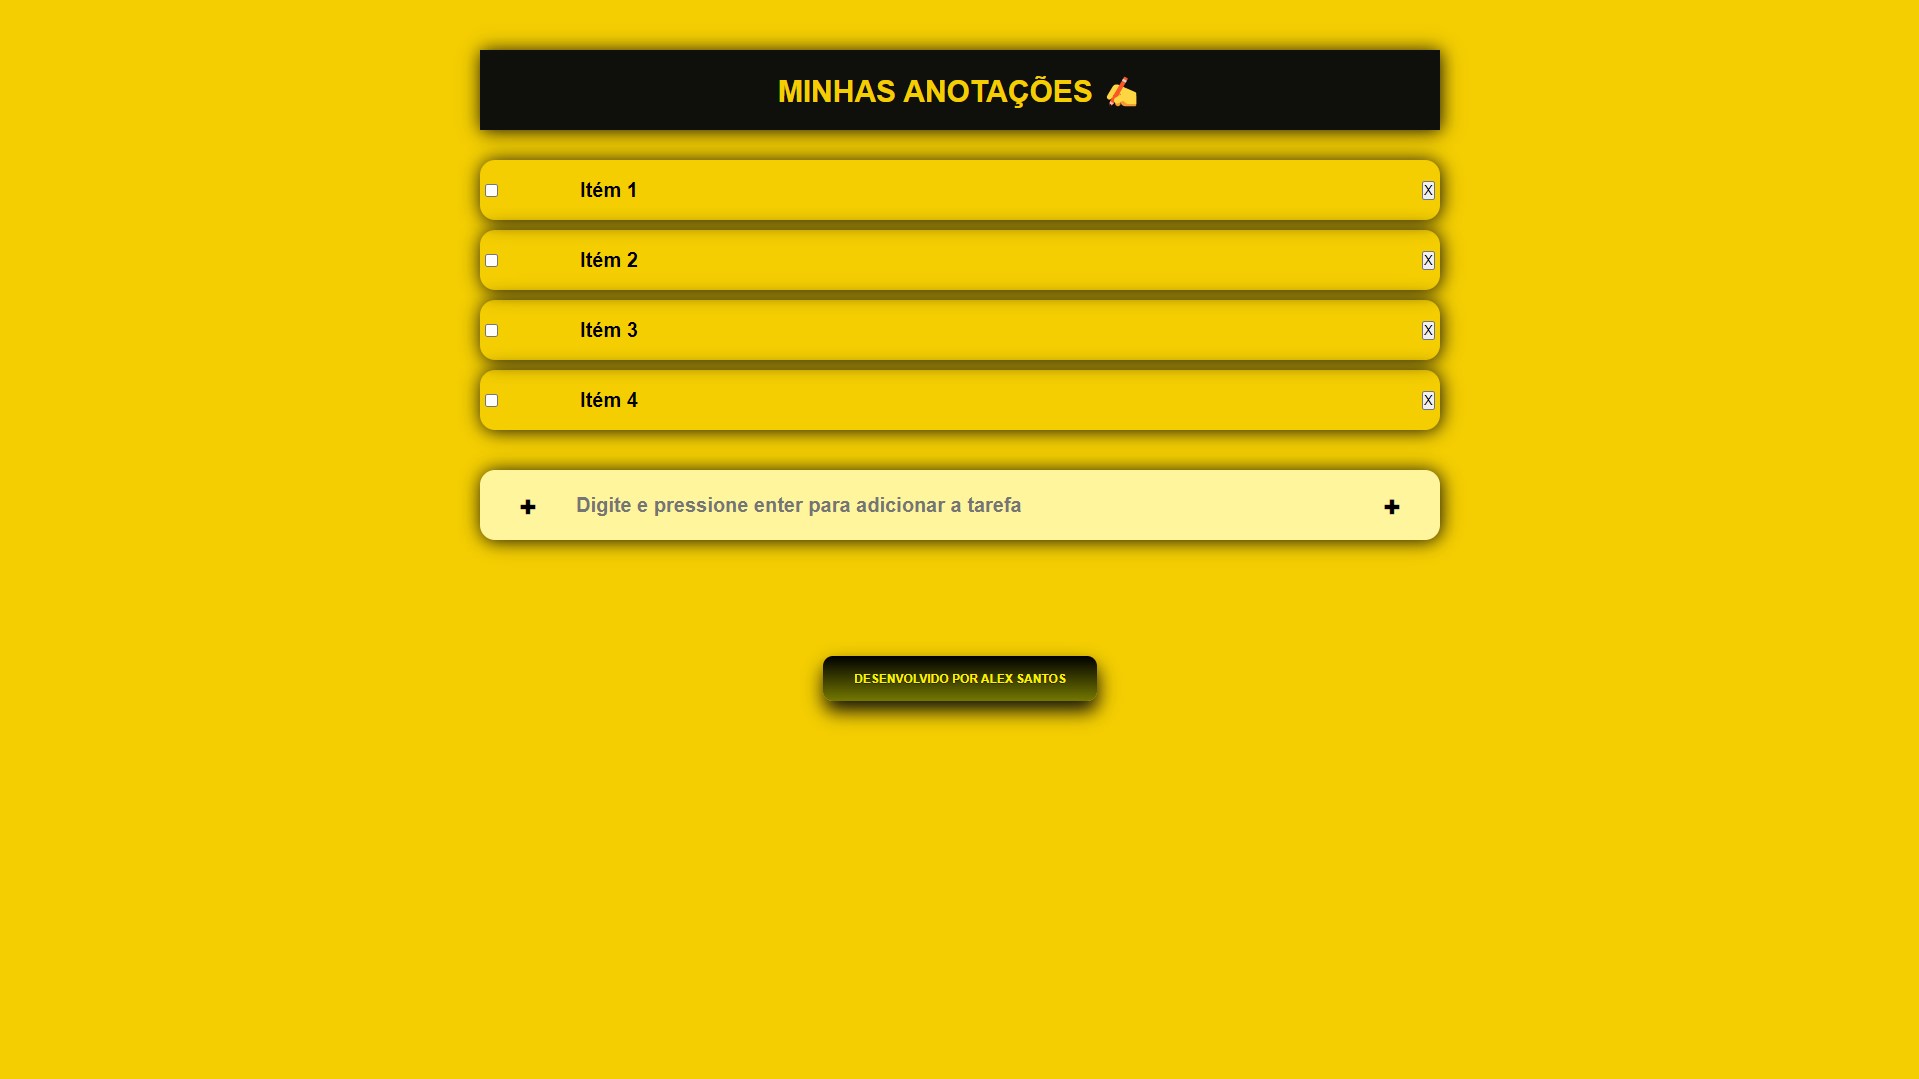 MINHAS ANOTAÇÕES ✍
Itém 1 X
Itém 2 X
Itém 3 X
Itém 4 X
+ Digite e pressione enter para adicionar a tarefa +
DESENVOLVIDO POR ALEX SANTOS